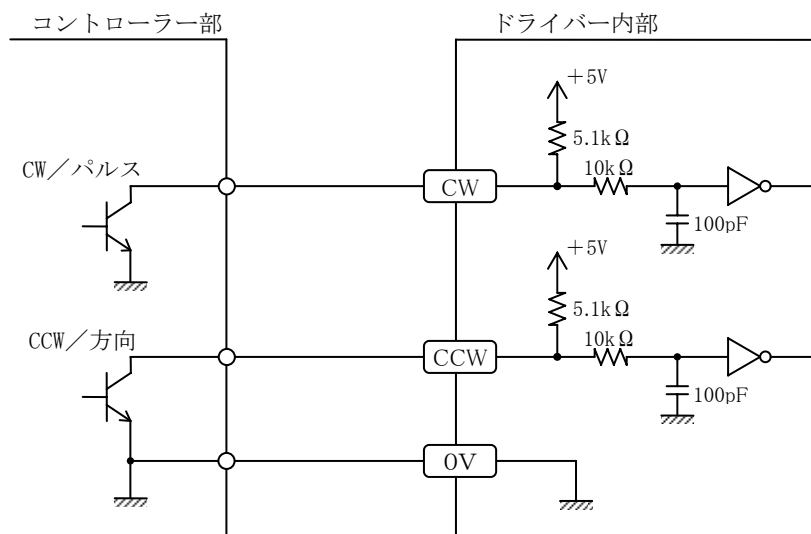 コントローラー部
ドライバー内部
+5V
5.1kΩ
CW/パルス
10kΩ
CW
100pF
+5V
5.1kΩ
CCW/方向
10kΩ
CCW
100pF
0V